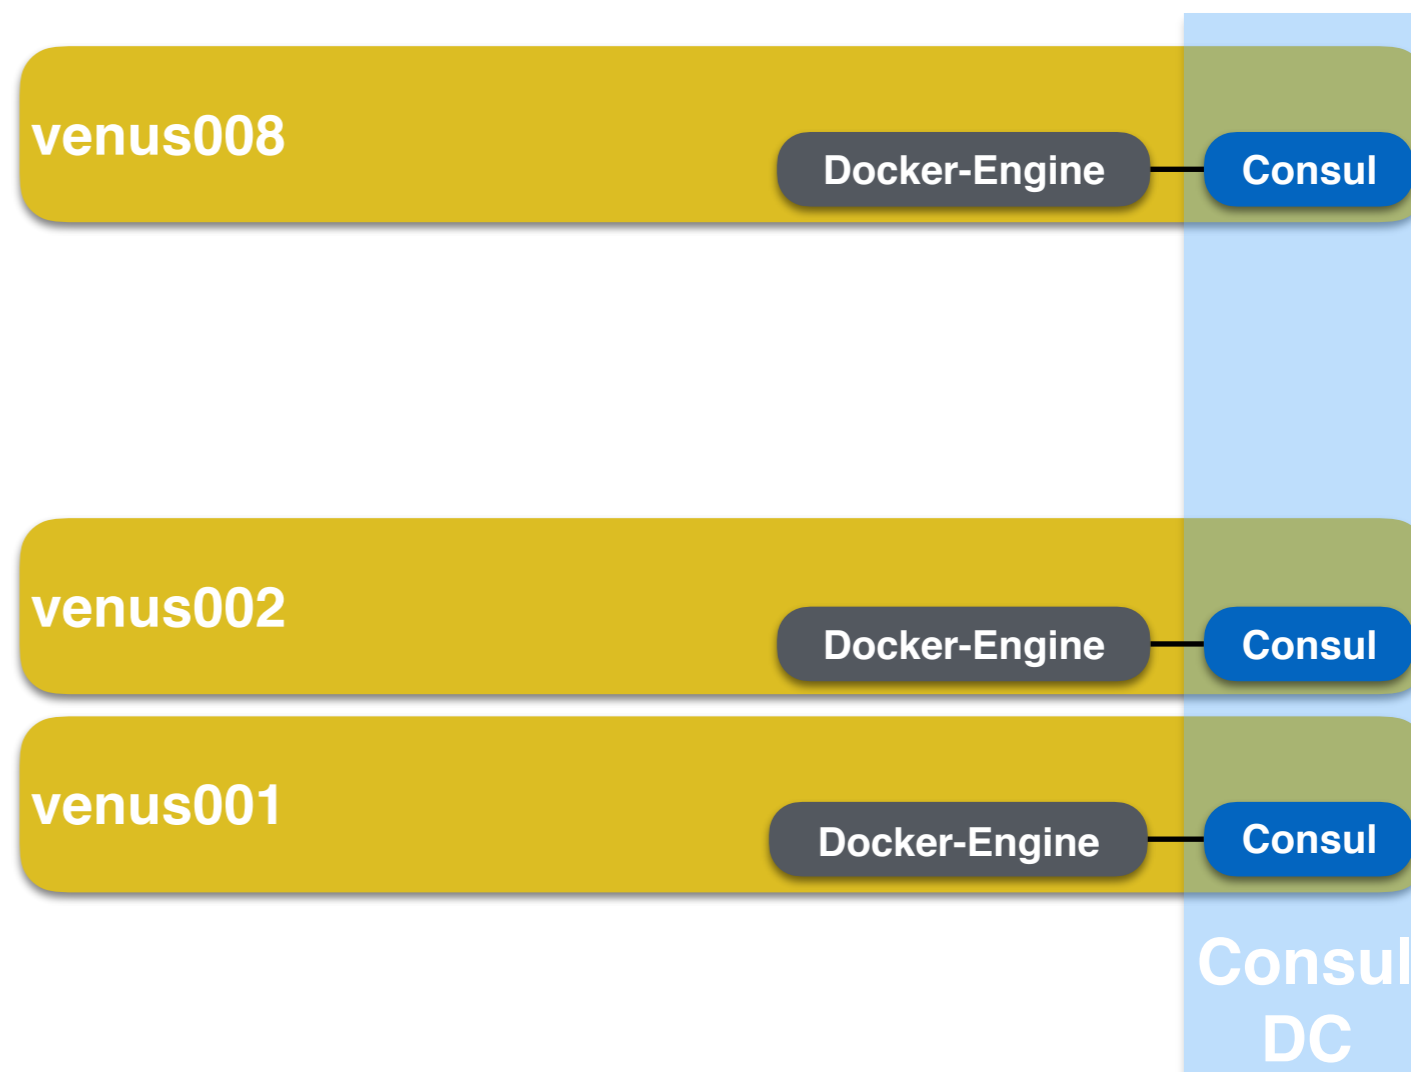 venus008
Docker-Engine
Consul
venus002
Docker-Engine
Consul
venus001
Docker-Engine
Consul
Consul
DC